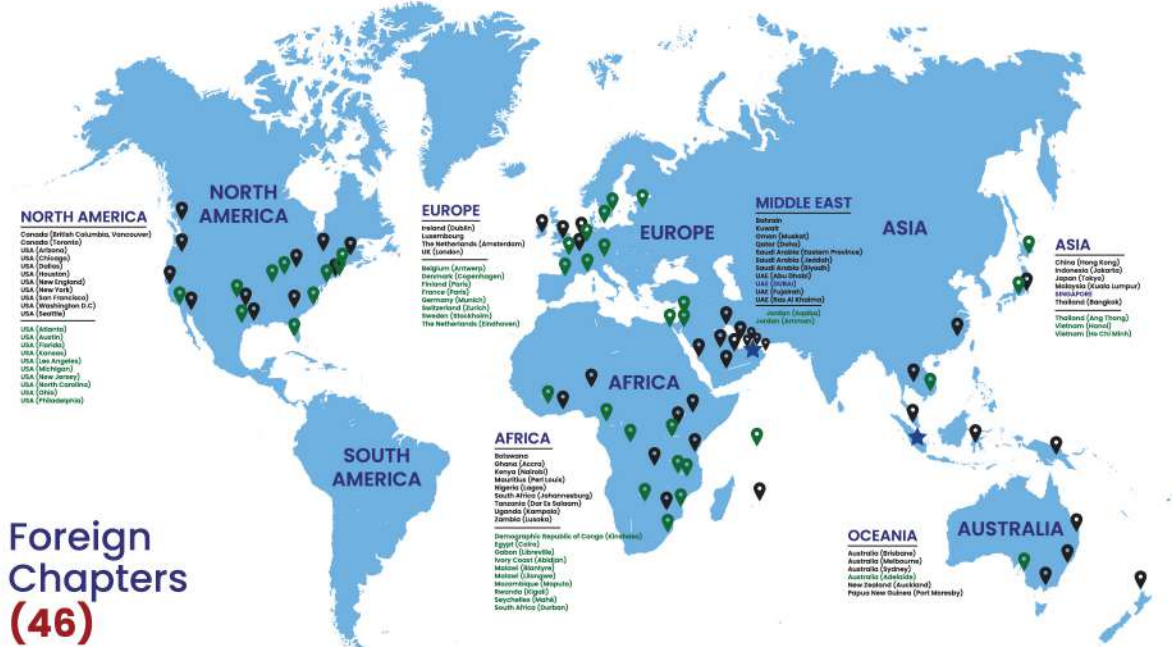 NORTH
AMERICA
NORTH AMERICA
Canada (British Columbia, Vancouver)
Canada (Toronto)
USA (Arizona)
USA (Chicago)
USA (Dallas)
USA (Houston)
USA (New England)
USA (New York)
USA (San Francisco)
USA (Washington D.C)
USA (Seattle)
USA (Atlanta)
USA (Austin)
USA (Florida)
USA (Kansas)
USA (Los Angeles)
USA (Michigan)
USA (New Jersey)
USA (North Carolina)
USA (Ohio)
USA (Philadelphia)
EUROPE
Ireland (Dublin)
Luxembourg
The Netherlands (Amsterdam)
UK (London)
Belgium (Antwerp)
Denmark (Copenhagen)
Finland (Paris)
France (Paris)
Germany (Munich)
Switzerland (Zurich)
Sweden (Stockholm)
The Netherlands (Eindhoven)
EUROPE
MIDDLE EAST
Bahrain
Kuwait
Oman (Muskat)
Qatar (Doha)
Saudi Arabia (Eastern Province)
Saudi Arabia (Jeddah)
Saudi Arabia (Riyadh)
UAE (Abu Dhabi)
UAE (DUBAI)
UAE (Fujairah)
UAE (Ras Al Khaima)
Jordan (Aqaba)
Jordan (Amman)
ASIA
ASIA
China (Hong Kong)
Indonesia (Jakarta)
Japan (Tokyo)
Malaysia (Kuala Lumpur)
SINGAPORE
Thailand (Bangkok)
Thailand (Ang Thong)
Vietnam (Hanoi)
Vietnam (Ho Chi Minh)
AFRICA
AFRICA
Botswana
Ghana (Accra)
Kenya (Nairobi)
Mauritius (Port Louis)
Nigeria (Lagos)
South Africa (Johannesburg)
Tanzania (Dar Es Salaam)
Uganda (Kampala)
Zambia (Lusaka)
Demographic Republic of Congo (Kinshasa)
Egypt (Cairo)
Gabon (Libreville)
Ivory Coast (Abidjan)
Malawi (Blantyre)
Malawi (Lilongwe)
Mozambique (Maputo)
Rwanda (Kigali)
Seychelles (Mahé)
South Africa (Durban)
SOUTH
AMERICA
OCEANIA
Australia (Brisbane)
Australia (Melbourne)
Australia (Sydney)
Australia (Adelaide)
New Zealand (Auckland)
Papua New Guinea (Port Moresby)
AUSTRALIA
Foreign
Chapters
(46)